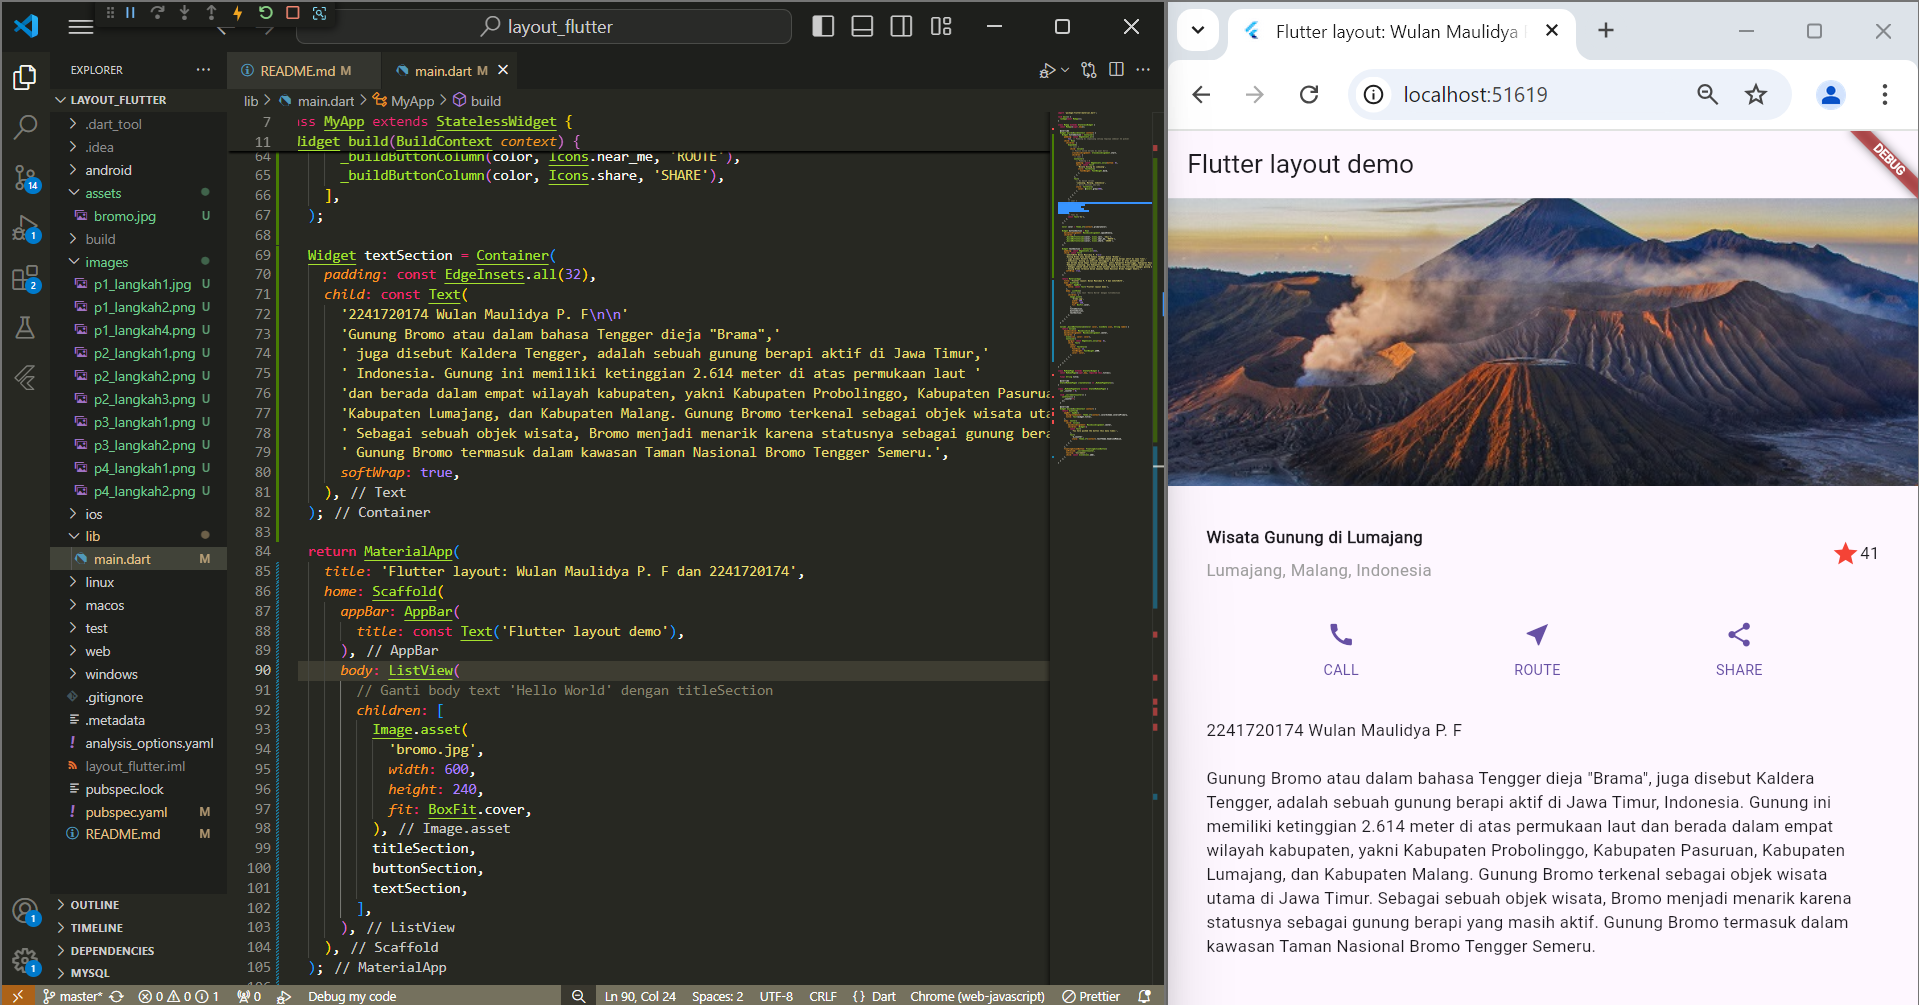 layout_flutter
EXPLORER
LAYOUT_FLUTTER
.dart_tool
.idea
android
assets
bromo.jpg U
build
images
p1_langkah1.jpg U
p1_langkah2.png U
p1_langkah4.png U
p2_langkah1.png U
p2_langkah2.png U
p2_langkah3.png U
p3_langkah1.png U
p3_langkah2.png U
p4_langkah1.png U
p4_langkah2.png U
ios
lib
main.dart M
linux
macos
test
web
windows
.gitignore
.metadata
analysis_options.yaml
layout_flutter.iml
pubspec.lock
pubspec.yaml M
README.md M
OUTLINE
TIMELINE
DEPENDENCIES
MYSQL
14
1
2
1
1
README.md M
main.dart M
lib > main.dart > MyApp > build
7 ass MyApp extends StatelessWidget {
11 Widget build(BuildContext context) {
64 _buildButtonColumn(color, Icons.near_me, 'ROUTE'),
65 _buildButtonColumn(color, Icons.share, 'SHARE'),
66 ],
67 );
68
69 Widget textSection = Container(
70 padding: const EdgeInsets.all(32),
71 child: const Text(
72 '2241720174 Wulan Maulidya P. F\n\n'
73 'Gunung Bromo atau dalam bahasa Tengger dieja "Brama",'
74 ' juga disebut Kaldera Tengger, adalah sebuah gunung berapi aktif di Jawa Timur,'
75 ' Indonesia. Gunung ini memiliki ketinggian 2.614 meter di atas permukaan laut '
76 'dan berada dalam empat wilayah kabupaten, yakni Kabupaten Probolinggo, Kabupaten Pasurua
77 'Kabupaten Lumajang, dan Kabupaten Malang. Gunung Bromo terkenal sebagai objek wisata uta
78 ' Sebagai sebuah objek wisata, Bromo menjadi menarik karena statusnya sebagai gunung bera
79 ' Gunung Bromo termasuk dalam kawasan Taman Nasional Bromo Tengger Semeru.',
80 softWrap: true,
81 ), // Text
82 ); // Container
83
84 return MaterialApp(
85 title: 'Flutter layout: Wulan Maulidya P. F dan 2241720174',
86 home: Scaffold(
87 appBar: AppBar(
88 title: const Text('Flutter layout demo'),
89 ), // AppBar
90 body: ListView(
91 // Ganti body text 'Hello World' dengan titleSection
92 children: [
93 Image.asset(
94 'bromo.jpg',
95 width: 600,
96 height: 240,
97 fit: BoxFit.cover,
98 ), // Image.asset
99 titleSection,
100 buttonSection,
101 textSection,
102 ],
103 ), // ListView
104 ), // Scaffold
105 ); // MaterialApp
master* 0 0 1 0 Debug my code Ln 90, Col 24 Spaces: 2 UTF-8 CRLF {} Dart Chrome (web-javascript) Prettier
Flutter layout: Wulan Maulidya
localhost:51619
Flutter layout demo
DEBUG
Wisata Gunung di Lumajang
Lumajang, Malang, Indonesia
41
CALL ROUTE SHARE
2241720174 Wulan Maulidya P. F
Gunung Bromo atau dalam bahasa Tengger dieja "Brama", juga disebut Kaldera
Tengger, adalah sebuah gunung berapi aktif di Jawa Timur, Indonesia. Gunung ini
memiliki ketinggian 2.614 meter di atas permukaan laut dan berada dalam empat
wilayah kabupaten, yakni Kabupaten Probolinggo, Kabupaten Pasuruan, Kabupaten
Lumajang, dan Kabupaten Malang. Gunung Bromo terkenal sebagai objek wisata
utama di Jawa Timur. Sebagai sebuah objek wisata, Bromo menjadi menarik karena
statusnya sebagai gunung berapi yang masih aktif. Gunung Bromo termasuk dalam
kawasan Taman Nasional Bromo Tengger Semeru.